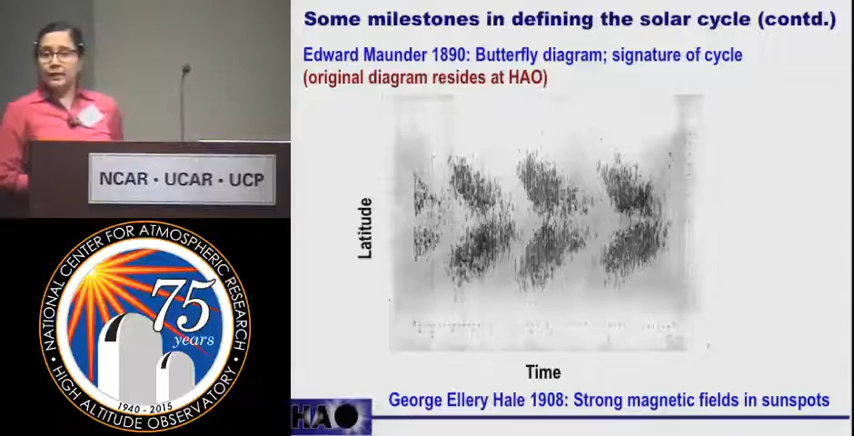 Some milestones in defining the solar cycle (contd.)
Edward Maunder 1890: Butterfly diagram; signature of cycle
(original diagram resides at HAO)
Latitude
Time
George Ellery Hale 1908: Strong magnetic fields in sunspots
HAO
NCAR • UCAR • UCP
NATIONAL CENTER FOR ATMOSPHERIC RESEARCH
75
years
1940 - 2015
HIGH ALTITUDE OBSERVATORY